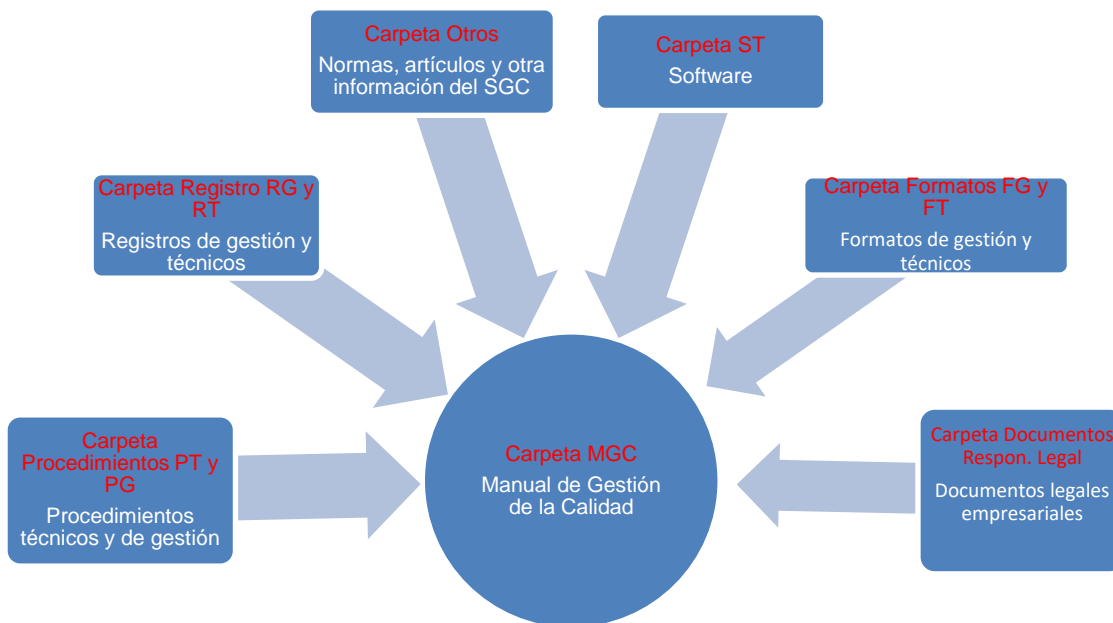 Carpeta Otros
Normas, artículos y otra
información del SGC
Carpeta ST
Software
Carpeta Registro RG y
RT
Registros de gestión y
técnicos
Carpeta Formatos FG y
FT
Formatos de gestión y
técnicos
Carpeta
Procedimientos PT y
PG
Procedimientos
técnicos y de gestión
Carpeta MGC
Manual de Gestión
de la Calidad
Carpeta Documentos
Respon. Legal
Documentos legales
empresariales